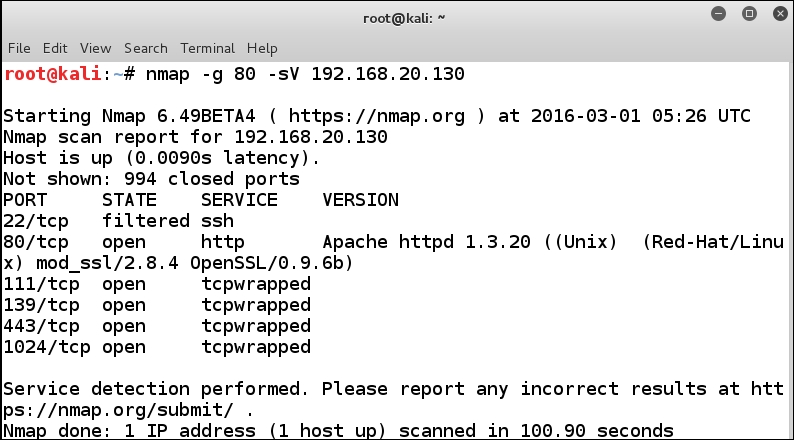 root@kali: ~
File Edit View Search Terminal Help
root@kali:~# nmap -g 80 -sV 192.168.20.130
Starting Nmap 6.49BETA4 ( https://nmap.org ) at 2016-03-01 05:26 UTC
Nmap scan report for 192.168.20.130
Host is up (0.0090s latency).
Not shown: 994 closed ports
PORT     STATE    SERVICE    VERSION
22/tcp   filtered ssh
80/tcp   open     http       Apache httpd 1.3.20 ((Unix)  (Red-Hat/Linu
x) mod_ssl/2.8.4 OpenSSL/0.9.6b)
111/tcp  open     tcpwrapped
139/tcp  open     tcpwrapped
443/tcp  open     tcpwrapped
1024/tcp open     tcpwrapped
Service detection performed. Please report any incorrect results at htt
ps://nmap.org/submit/ .
Nmap done: 1 IP address (1 host up) scanned in 100.90 seconds